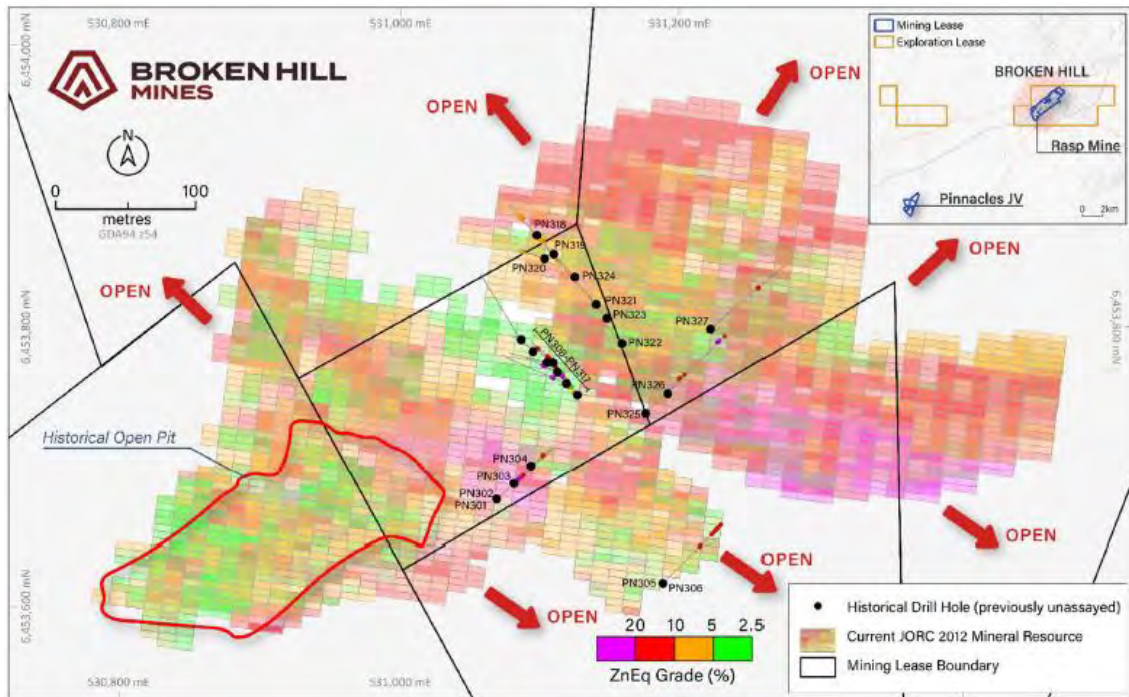 530,800 mE
531,000 mE
531,200 mE
6,454,000 mN
BROKEN HILL
MINES
N
0
100
metres
GDA94 z54
OPEN
OPEN
Mining Lease
Exploration Lease
BROKEN HILL
Rasp Mine
Pinnacles JV
0 2km
OPEN
OPEN
PN318
PN319
PN320
PN324
PN321
PN323
PN327
PN322
6,453,800 mN
6,453,800 mN
PN308-PN317
PN326
PN325
Historical Open Pit
PN304
PN303
PN302
PN301
OPEN
OPEN
PN305
PN306
OPEN
6,453,600 mN
20
10
5
2.5
ZnEq Grade (%)
Historical Drill Hole (previously unassayed)
Current JORC 2012 Mineral Resource
Mining Lease Boundary
530,800 mE
531,000 mE